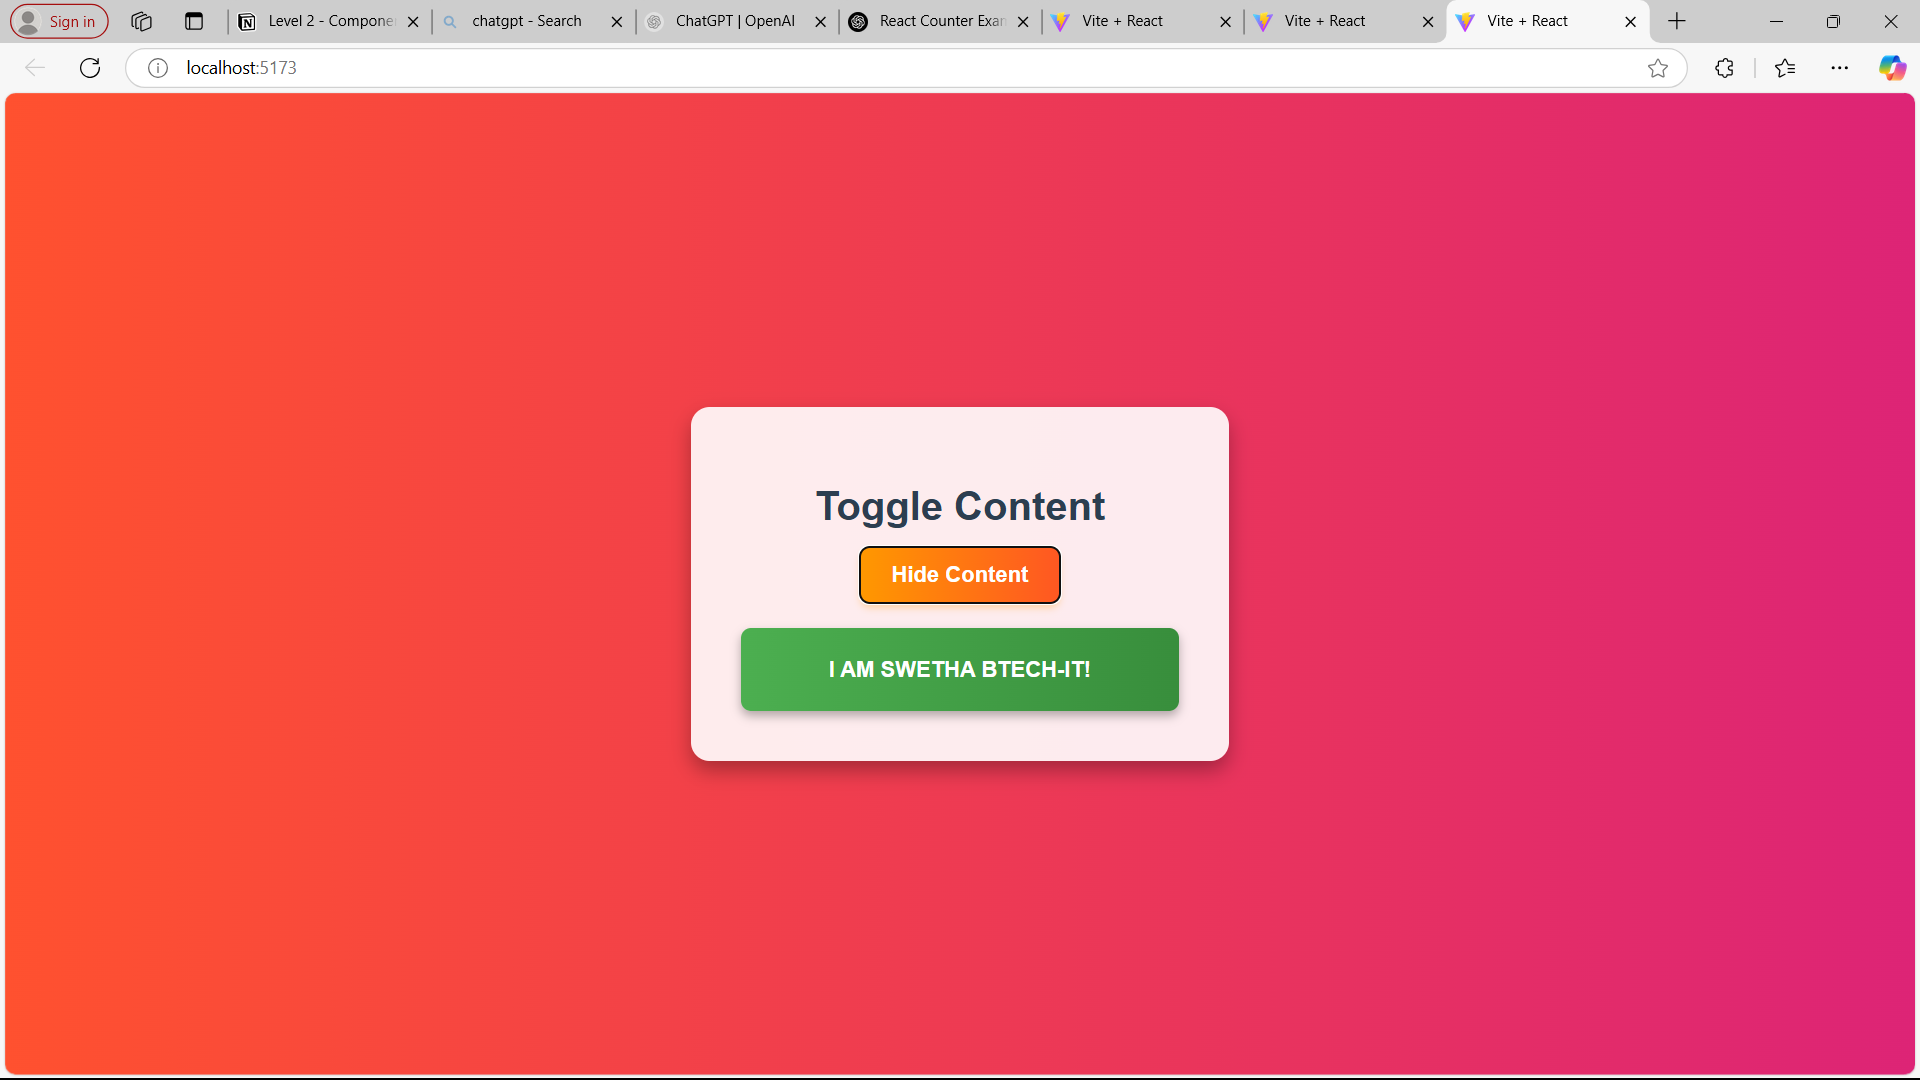 Sign in
Level 2 - Compone
chatgpt - Search
ChatGPT | OpenAI
React Counter Exam
Vite + React
Vite + React
Vite + React
localhost:5173
Toggle Content
Hide Content
I AM SWETHA BTECH-IT!